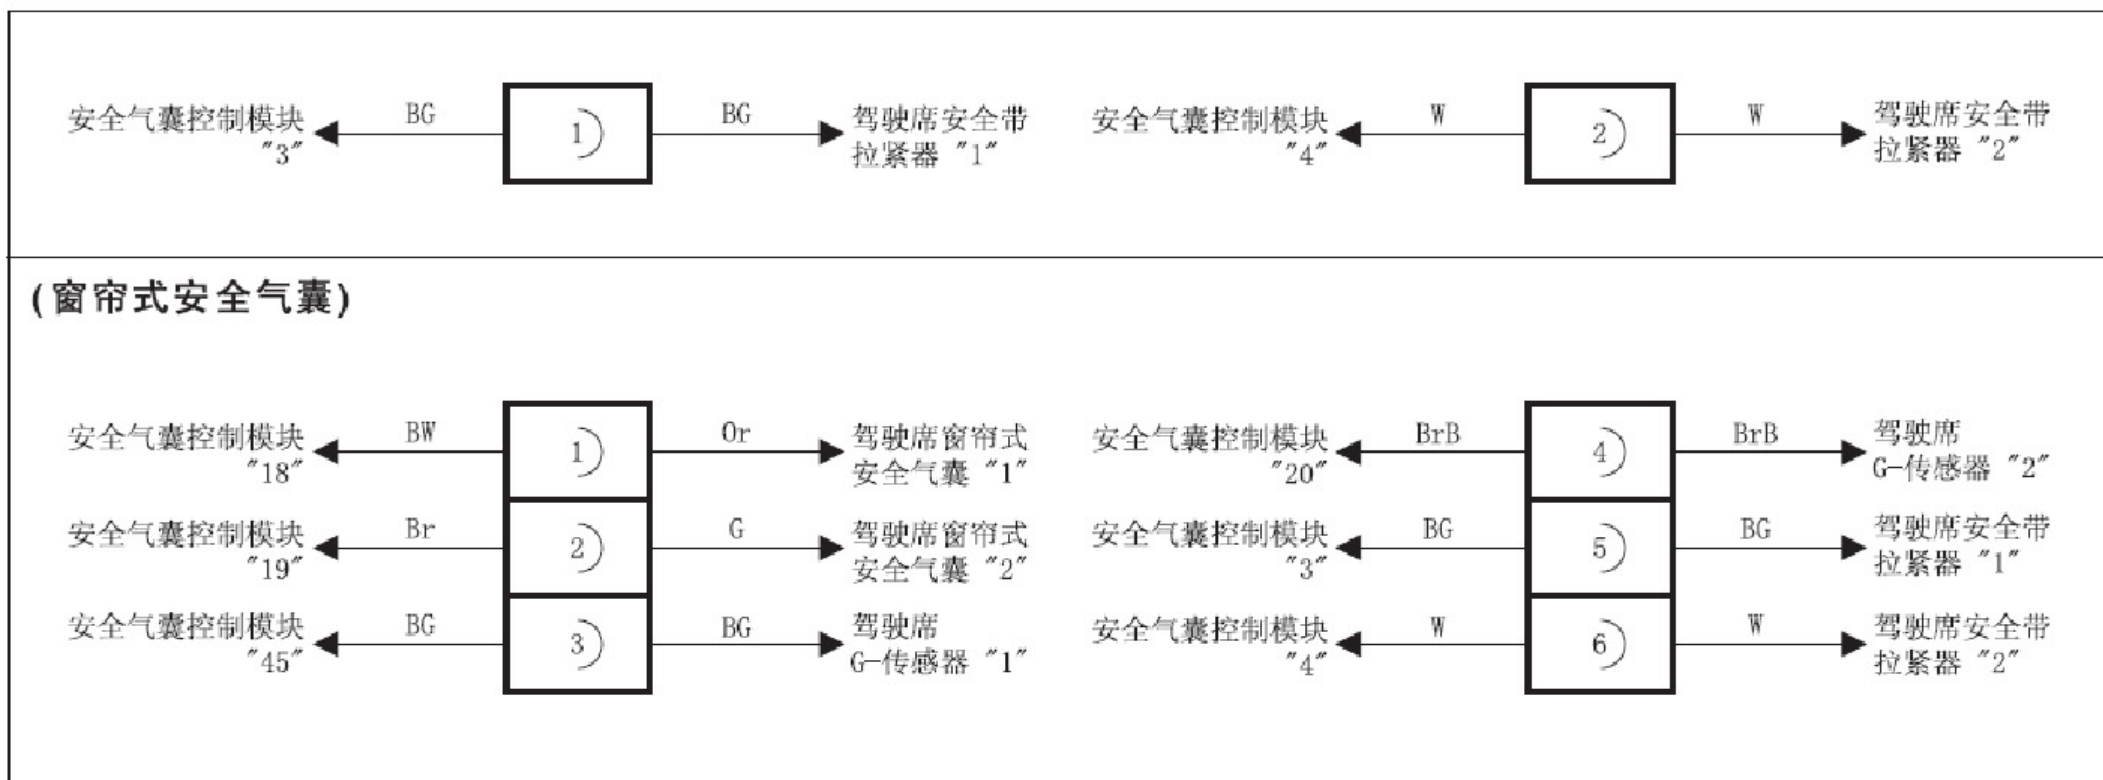 安全气囊控制模块
"3"
BG
1
BG
驾驶席安全带
拉紧器 "1"
安全气囊控制模块
"4"
W
2
W
驾驶席安全带
拉紧器 "2"
(窗帘式安全气囊)
安全气囊控制模块
"18"
BW
1
Or
驾驶席窗帘式
安全气囊 "1"
安全气囊控制模块
"20"
BrB
4
BrB
驾驶席
G-传感器 "2"
安全气囊控制模块
"19"
Br
2
G
驾驶席窗帘式
安全气囊 "2"
安全气囊控制模块
"3"
BG
5
BG
驾驶席安全带
拉紧器 "1"
安全气囊控制模块
"45"
BG
3
BG
驾驶席
G-传感器 "1"
安全气囊控制模块
"4"
W
6
W
驾驶席安全带
拉紧器 "2"